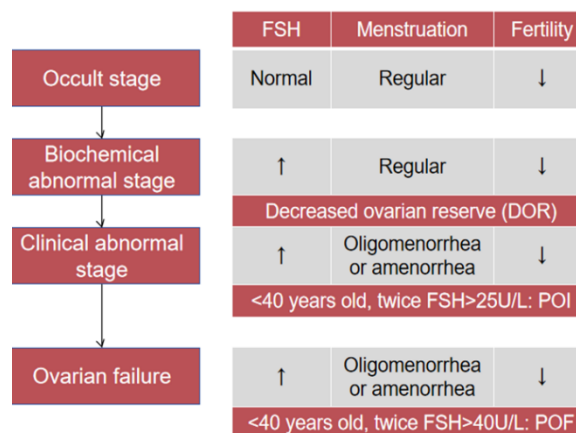 FSH Menstruation Fertility
Occult stage
Normal Regular ↓
Biochemical
abnormal stage
↑ Regular ↓
Decreased ovarian reserve (DOR)
Clinical abnormal
stage
↑ Oligomenorrhea
or amenorrhea ↓
<40 years old, twice FSH>25U/L: POI
Ovarian failure
↑ Oligomenorrhea
or amenorrhea ↓
<40 years old, twice FSH>40U/L: POF